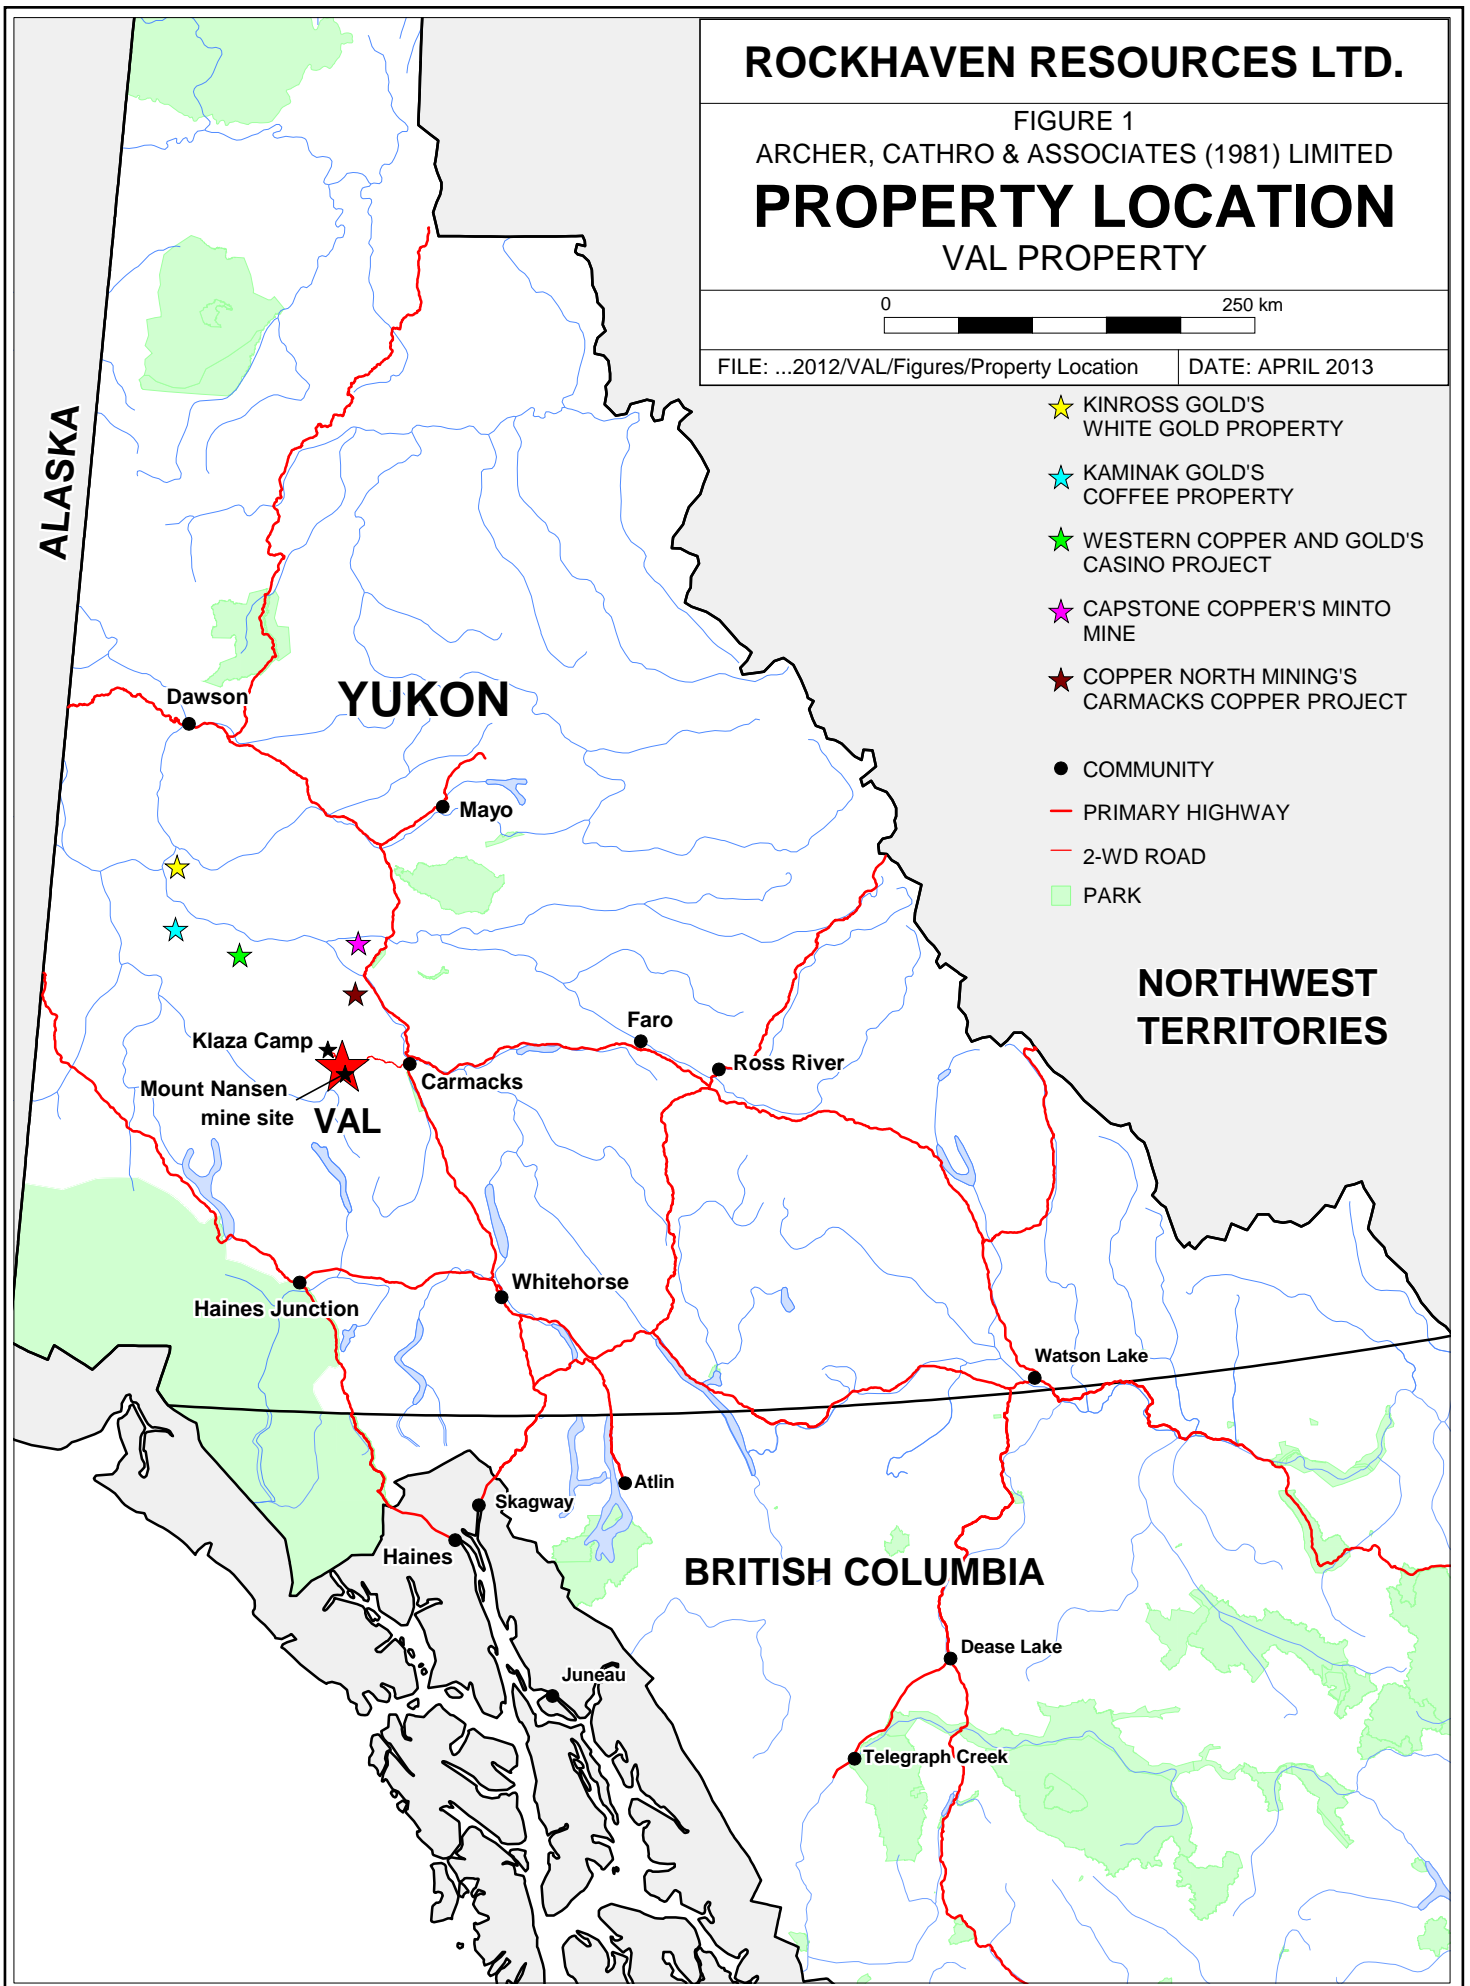 ROCKHAVEN RESOURCES LTD.
FIGURE 1
ARCHER, CATHRO & ASSOCIATES (1981) LIMITED
PROPERTY LOCATION
VAL PROPERTY
0 250 km
FILE: ...2012/VAL/Figures/Property Location
DATE: APRIL 2013
KINROSS GOLD'S
WHITE GOLD PROPERTY
KAMINAK GOLD'S
COFFEE PROPERTY
WESTERN COPPER AND GOLD'S
CASINO PROJECT
CAPSTONE COPPER'S MINTO
MINE
COPPER NORTH MINING'S
CARMACKS COPPER PROJECT
COMMUNITY
PRIMARY HIGHWAY
2-WD ROAD
PARK
ALASKA
YUKON
Dawson
Mayo
NORTHWEST
TERRITORIES
Faro
Klaza Camp
Ross River
Carmacks
Mount Nansen
mine site
VAL
Whitehorse
Haines Junction
Watson Lake
Atlin
Skagway
Haines
BRITISH COLUMBIA
Dease Lake
Juneau
Telegraph Creek